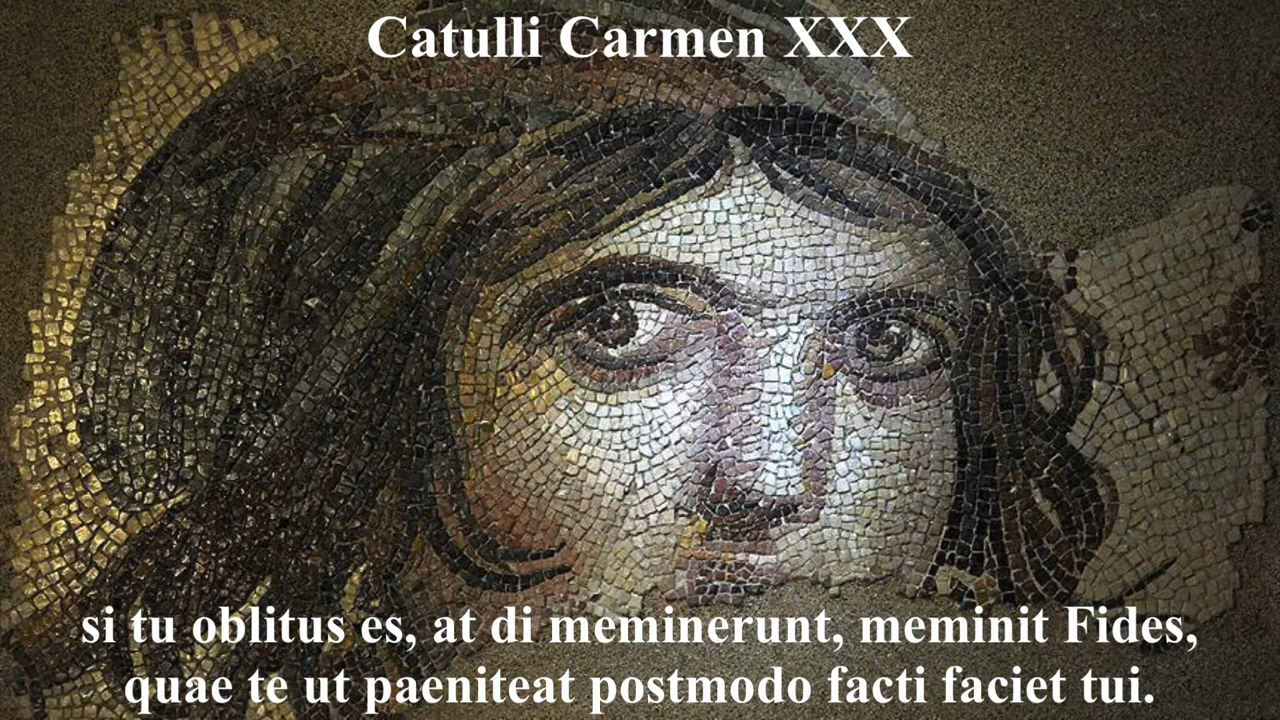 Catulli Carmen XXX
si tu oblitus es, at di meminerunt, meminit Fides,
quae te ut paeniteat postmodo facti faciet tui.